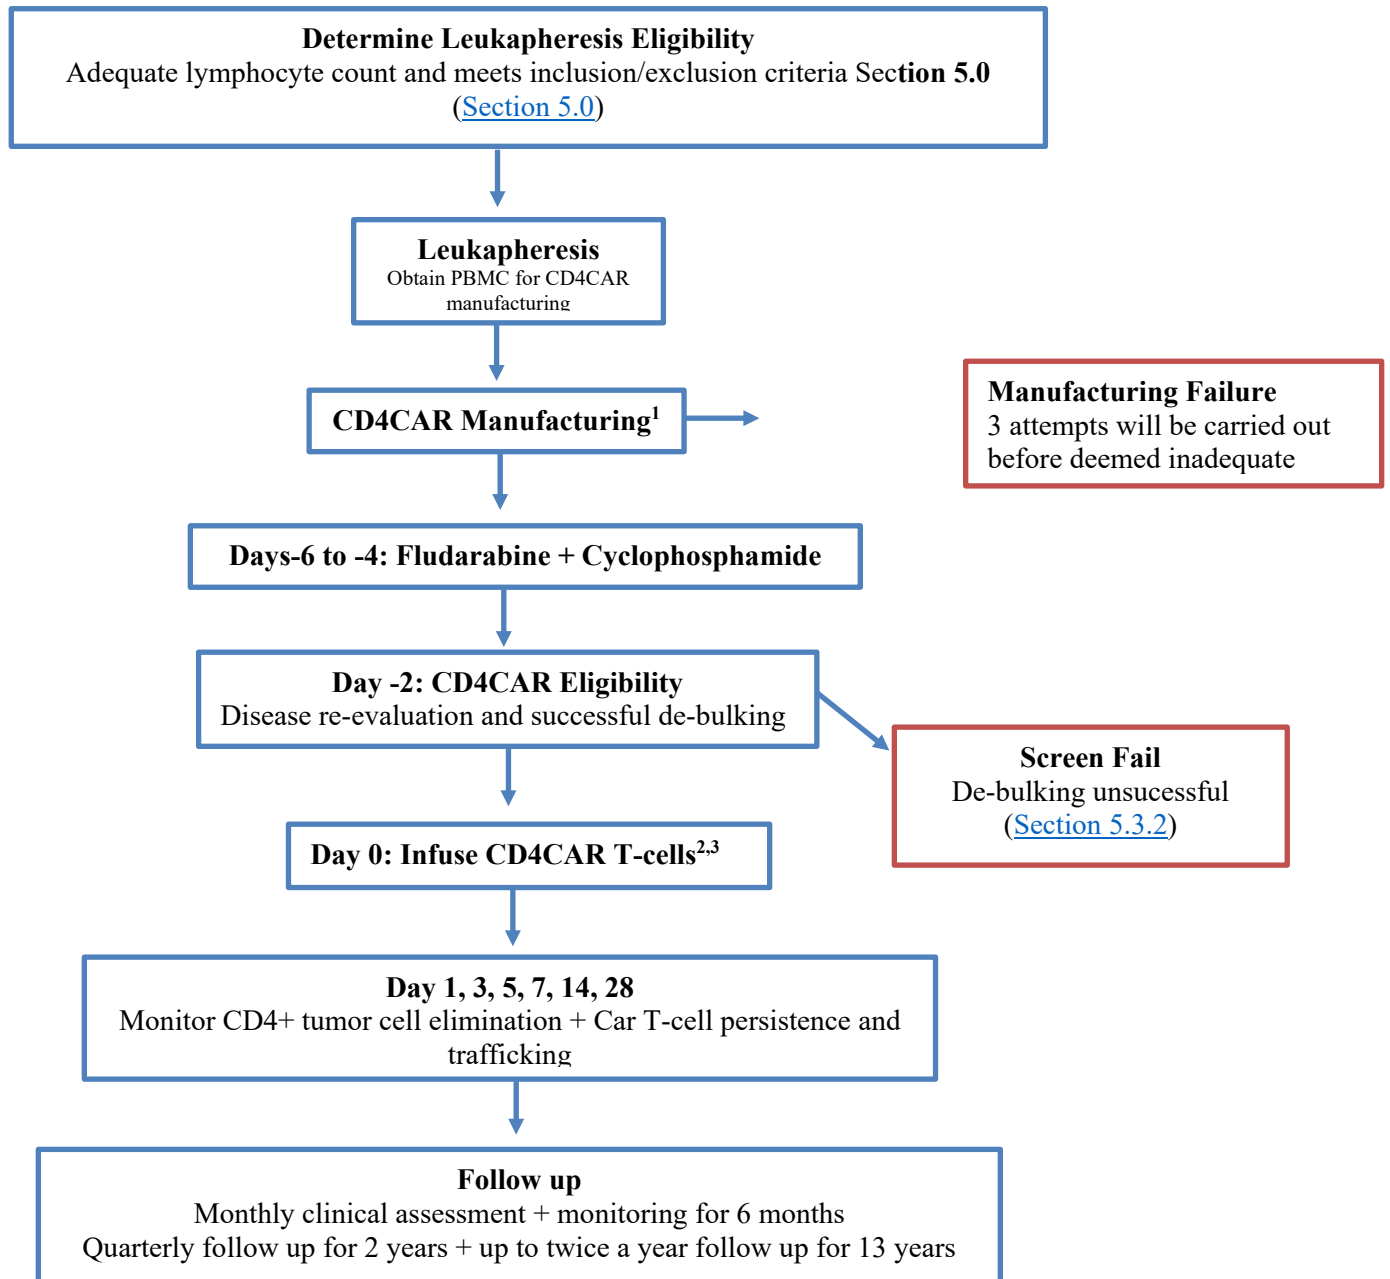 Determine Leukapheresis Eligibility
Adequate lymphocyte count and meets inclusion/exclusion criteria Section 5.0
(Section 5.0)
Leukapheresis
Obtain PBMC for CD4CAR
manufacturing
CD4CAR Manufacturing1
Manufacturing Failure
3 attempts will be carried out
before deemed inadequate
Days-6 to -4: Fludarabine + Cyclophosphamide
Day -2: CD4CAR Eligibility
Disease re-evaluation and successful de-bulking
Screen Fail
De-bulking unsucessful
(Section 5.3.2)
Day 0: Infuse CD4CAR T-cells2,3
Day 1, 3, 5, 7, 14, 28
Monitor CD4+ tumor cell elimination + Car T-cell persistence and
trafficking
Follow up
Monthly clinical assessment + monitoring for 6 months
Quarterly follow up for 2 years + up to twice a year follow up for 13 years